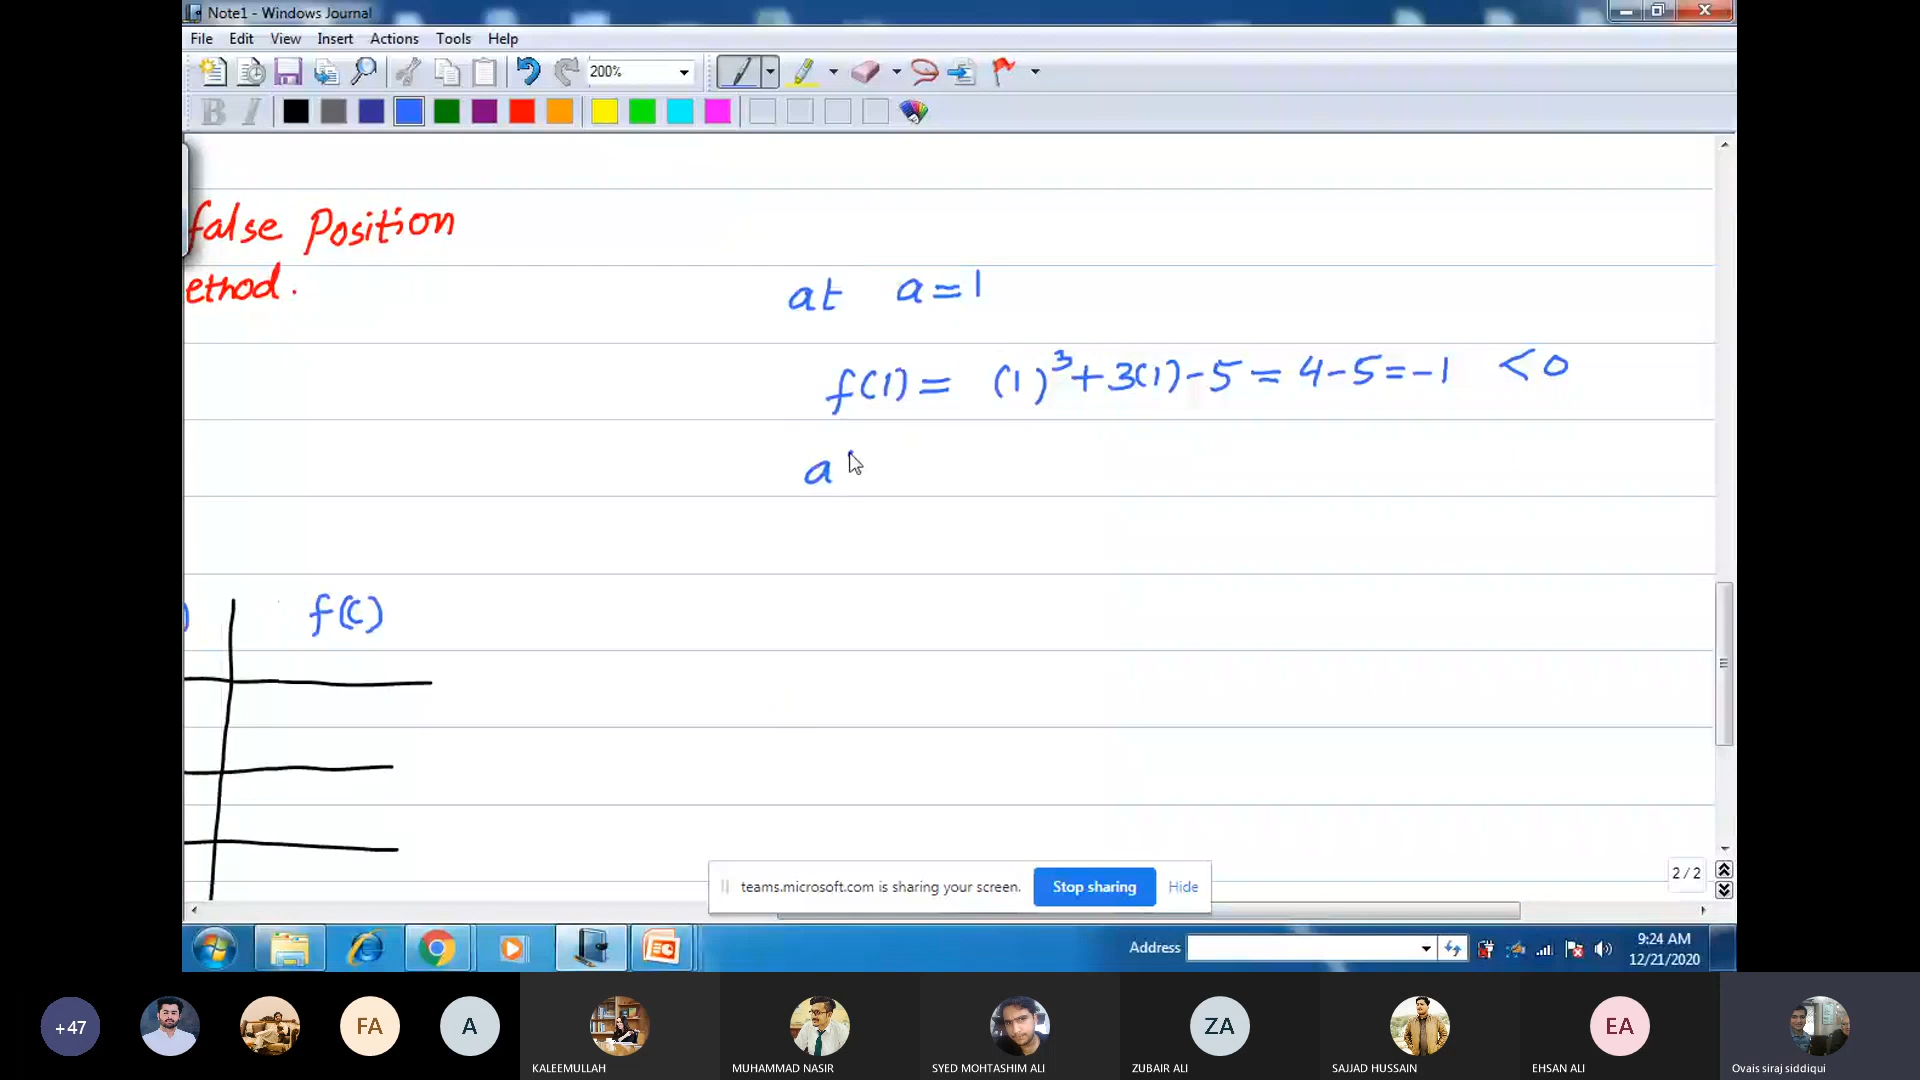 Note1 - Windows Journal
File Edit View Insert Actions Tools Help
200%
B I
false Position
ethod.
at a=1
f(1) = (1)³+3(1)-5 = 4-5=-1 <0
a
) f(c)
teams.microsoft.com is sharing your screen. Stop sharing Hide
2 / 2
Address
9:24 AM
12/21/2020
+47
FA
A
ZA
EA
KALEEMULLAH
MUHAMMAD NASIR
SYED MOHTASHIM ALI
ZUBAIR ALI
SAJJAD HUSSAIN
EHSAN ALI
Ovais siraj siddiqui